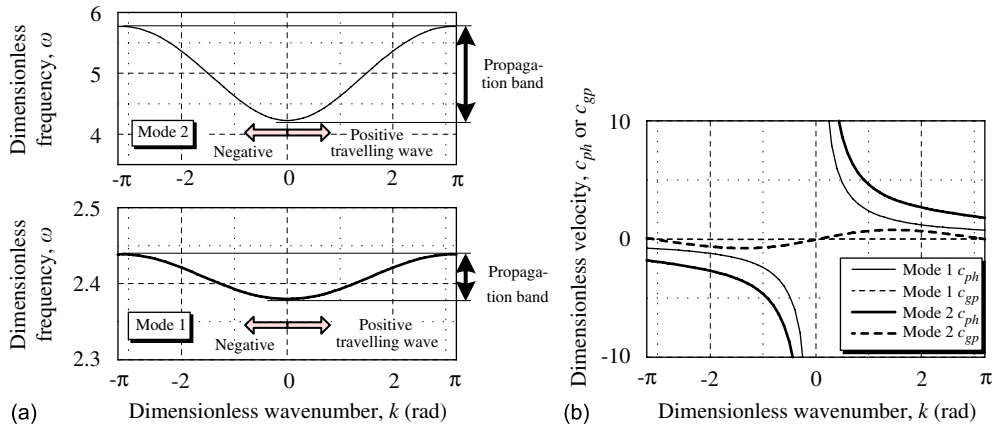 6
5
4
Dimensionless
frequency, ω
Mode 2
Negative
Positive
travelling wave
Propaga-
tion band
-π
-2
0
2
π
2.5
2.4
2.3
Dimensionless
frequency, ω
Mode 1
Negative
Positive
travelling wave
Propaga-
tion band
-π
-2
0
2
π
(a)
Dimensionless wavenumber, k (rad)
Dimensionless velocity, c_ph or c_gp
10
0
-10
Mode 1 c_ph
Mode 1 c_gp
Mode 2 c_ph
Mode 2 c_gp
-π
-2
0
2
π
(b)
Dimensionless wavenumber, k (rad)